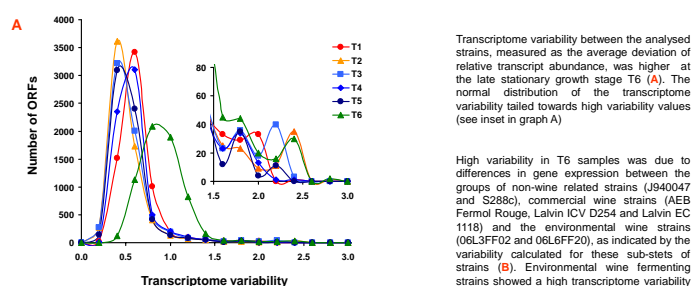 A
4000
3500
3000
2500
2000
1500
1000
500
0
Number of ORFs
0.0 0.5 1.0 1.5 2.0 2.5 3.0
Transcriptome variability
80
60
40
20
0
1.5 2.0 2.5 3.0
T1
T2
T3
T4
T5
T6
Transcriptome variability between the analysed
strains, measured as the average deviation of
relative transcript abundance, was higher at
the late stationary growth stage T6 (A). The
normal distribution of the transcriptome
variability tailed towards high variability values
(see inset in graph A)
High variability in T6 samples was due to
differences in gene expression between the
groups of non-wine related strains (J940047
and S288c), commercial wine strains (AEB
Fermol Rouge, Lalvin ICV D254 and Lalvin EC
1118) and the environmental wine strains
(06L3FF02 and 06L6FF20), as indicated by the
variability calculated for these sub-stets of
strains (B). Environmental wine fermenting
strains showed a high transcriptome variability